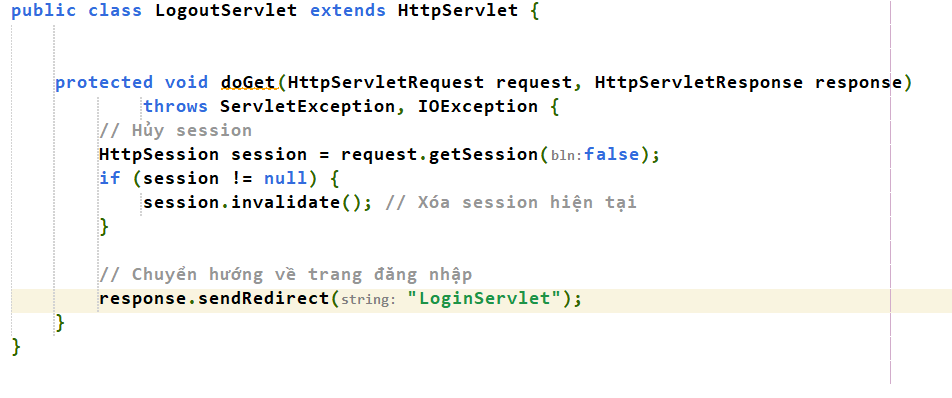 public class LogoutServlet extends HttpServlet {
protected void doGet(HttpServletRequest request, HttpServletResponse response)
throws ServletException, IOException {
// Hủy session
HttpSession session = request.getSession(bln:false);
if (session != null) {
session.invalidate(); // Xóa session hiện tại
}
// Chuyển hướng về trang đăng nhập
response.sendRedirect(string: "LoginServlet");
}
}